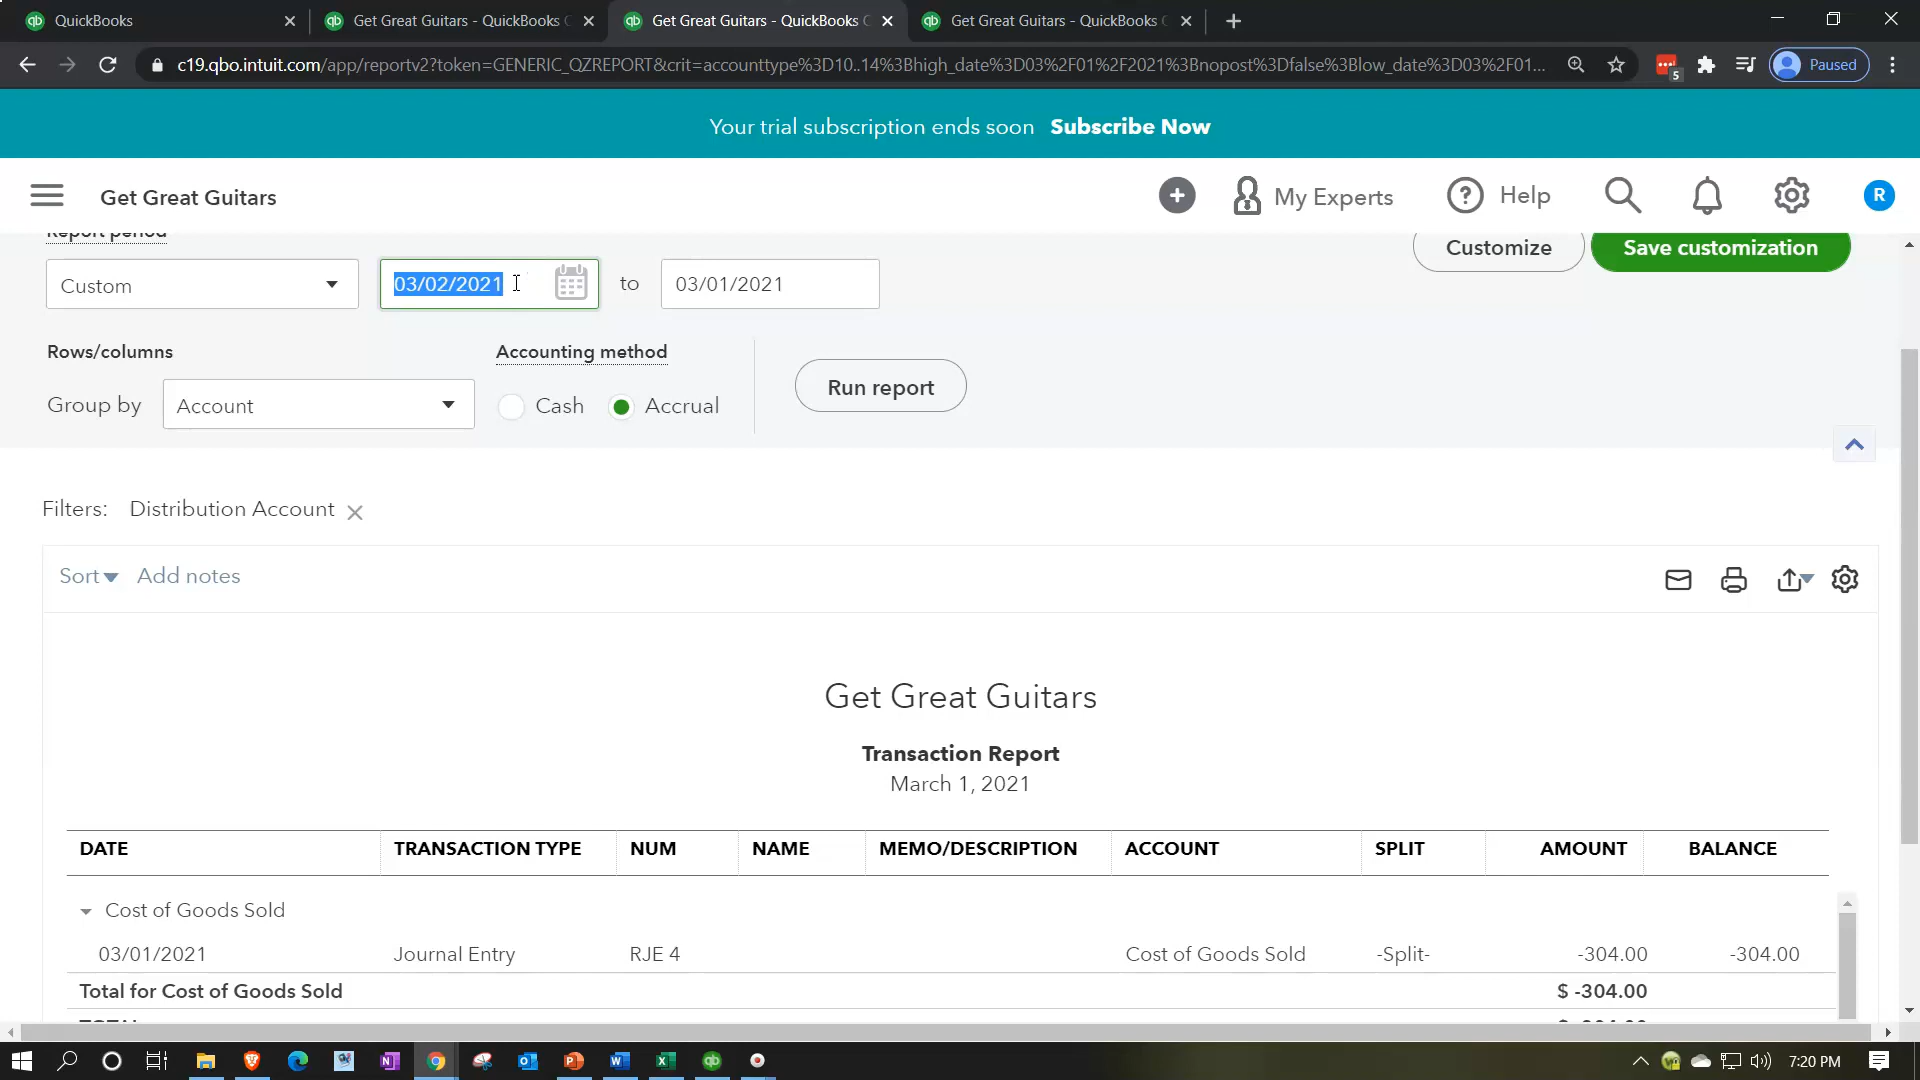 QuickBooks
Get Great Guitars - QuickBooks
Get Great Guitars - QuickBooks
Get Great Guitars - QuickBooks
c19.qbo.intuit.com/app/reportv2?token=GENERIC_QZREPORT&crit=accounttype%3D10..14%3Bhigh_date%3D03%2F01%2F2021%3Bnopost%3Dfalse%3Blow_date%3D03%2F01...
5
Paused
Your trial subscription ends soon Subscribe Now
Get Great Guitars
My Experts
Help
R
Report period
Customize
Save customization
Custom
03/02/2021
to
03/01/2021
Rows/columns
Accounting method
Group by
Account
Cash
Accrual
Run report
Filters: Distribution Account
Sort
Add notes
Get Great Guitars
Transaction Report
March 1, 2021
DATE TRANSACTION TYPE NUM NAME MEMO/DESCRIPTION ACCOUNT SPLIT AMOUNT BALANCE
Cost of Goods Sold
03/01/2021 Journal Entry RJE 4 Cost of Goods Sold -Split- -304.00 -304.00
Total for Cost of Goods Sold $ -304.00
7:20 PM